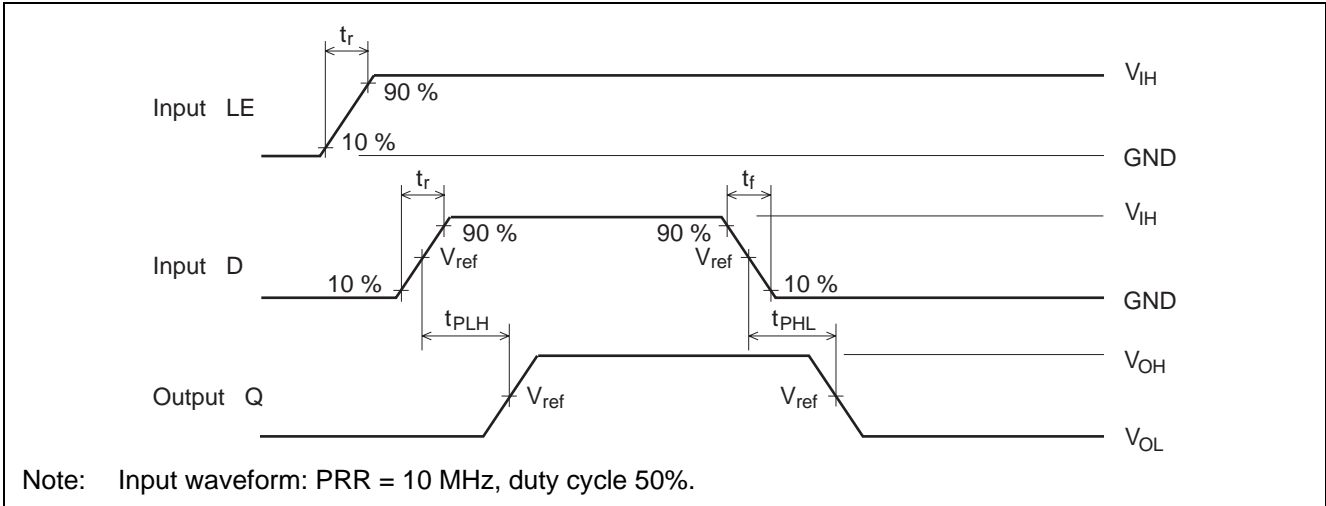 tr
VIH
90 %
Input LE
10 %
GND
tr
tf
VIH
90 %
90 %
Vref
Vref
Input D
10 %
10 %
GND
tPLH
tPHL
VOH
Output Q
Vref
Vref
VOL
Note: Input waveform: PRR = 10 MHz, duty cycle 50%.